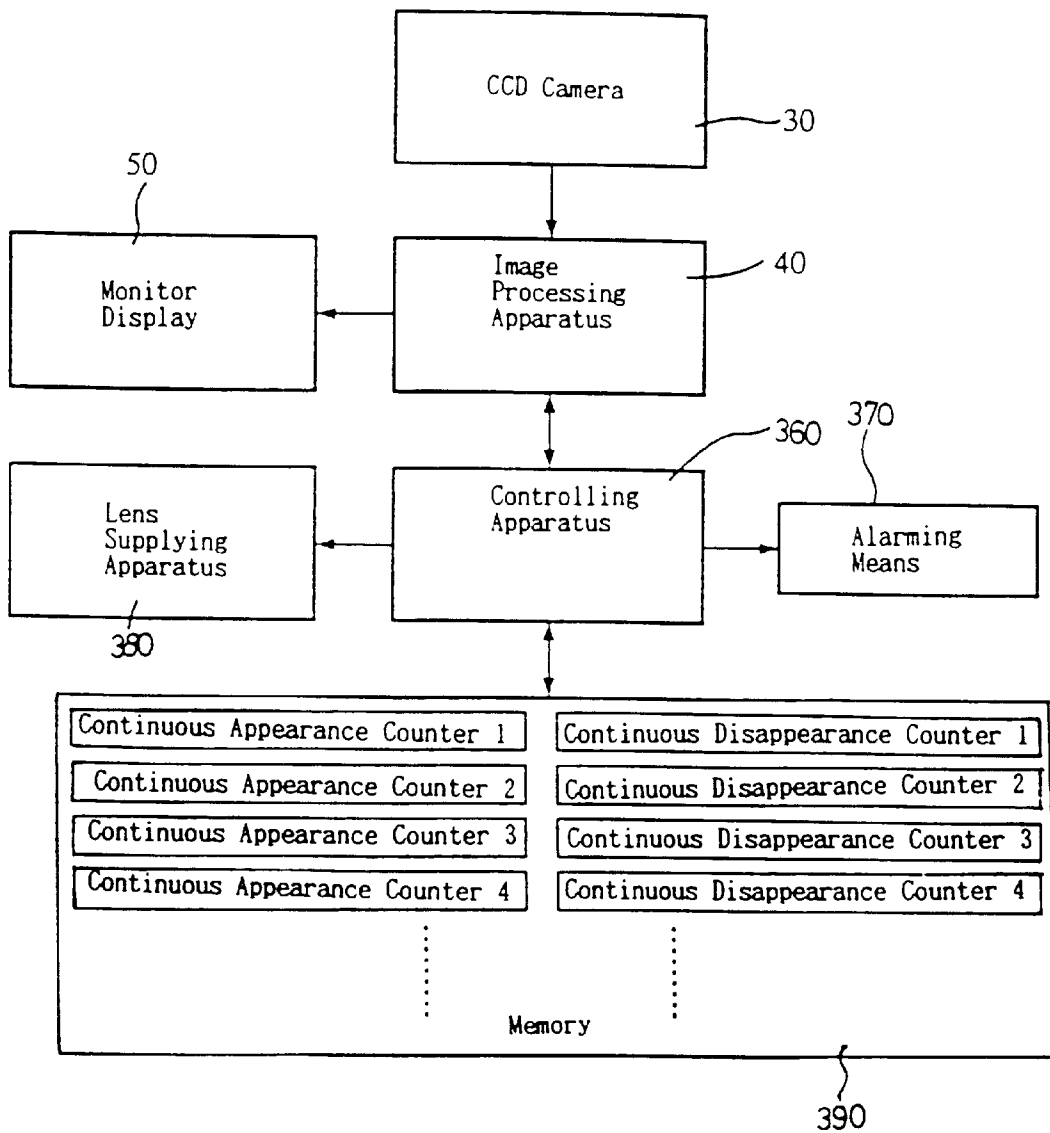 CCD Camera
30
50
Monitor
Display
Image
Processing
Apparatus
40
360
370
Lens
Supplying
Apparatus
380
Controlling
Apparatus
Alarming
Means
Continuous Appearance Counter 1
Continuous Disappearance Counter 1
Continuous Appearance Counter 2
Continuous Disappearance Counter 2
Continuous Appearance Counter 3
Continuous Disappearance Counter 3
Continuous Appearance Counter 4
Continuous Disappearance Counter 4
Memory
390